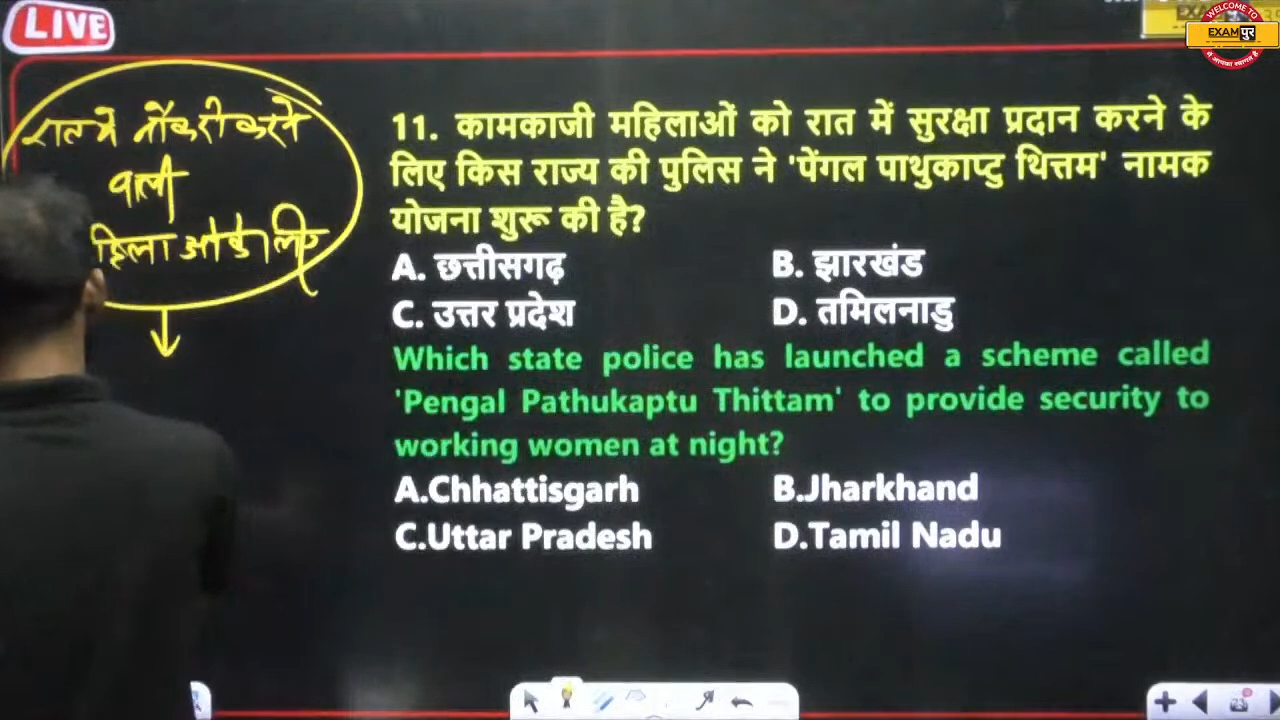 LIVE
WELCOME TO
EXAMपुर
में आपका स्वागत है
रात में नौकरी करने
वाली
हिलाओं के लिए
11. कामकाजी महिलाओं को रात में सुरक्षा प्रदान करने के
लिए किस राज्य की पुलिस ने 'पेंगल पाथुकाप्टु थित्तम' नामक
योजना शुरू की है?
A. छत्तीसगढ़ B. झारखंड
C. उत्तर प्रदेश D. तमिलनाडु
Which state police has launched a scheme called
'Pengal Pathukaptu Thittam' to provide security to
working women at night?
A.Chhattisgarh B.Jharkhand
C.Uttar Pradesh D.Tamil Nadu